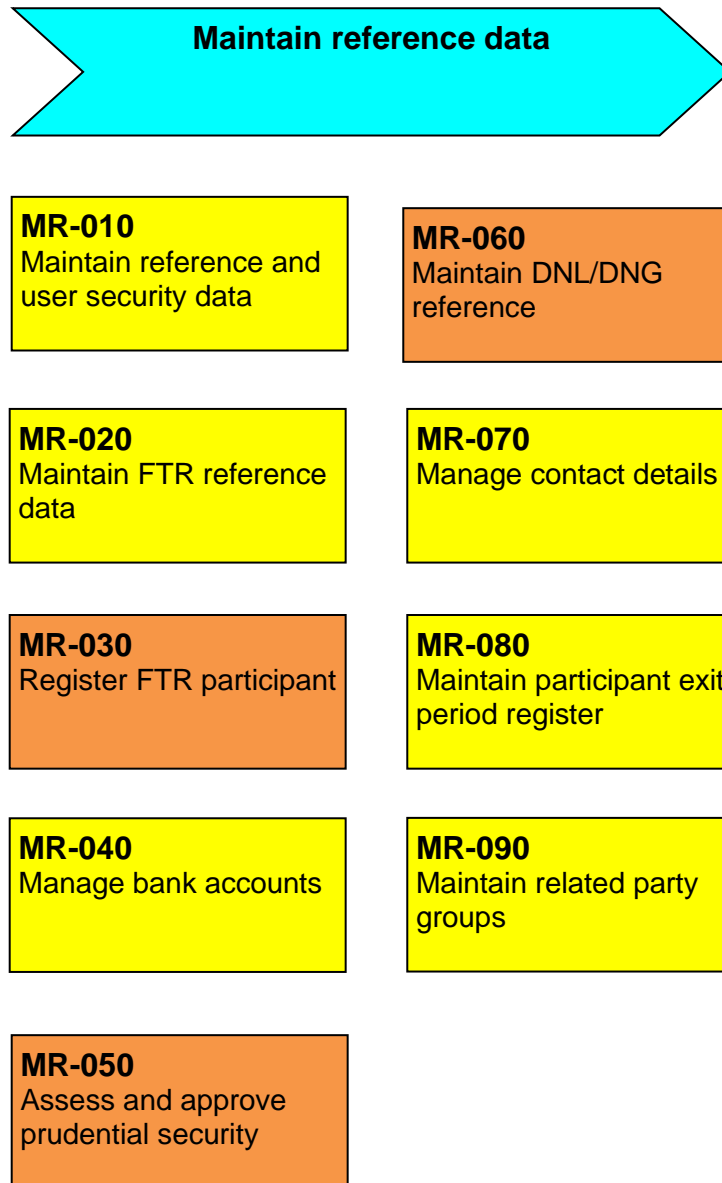 Maintain reference data
MR-010
Maintain reference and
user security data
MR-020
Maintain FTR reference
data
MR-030
Register FTR participant
MR-040
Manage bank accounts
MR-050
Assess and approve
prudential security
MR-060
Maintain DNL/DNG
reference
MR-070
Manage contact details
MR-080
Maintain participant exit
period register
MR-090
Maintain related party
groups